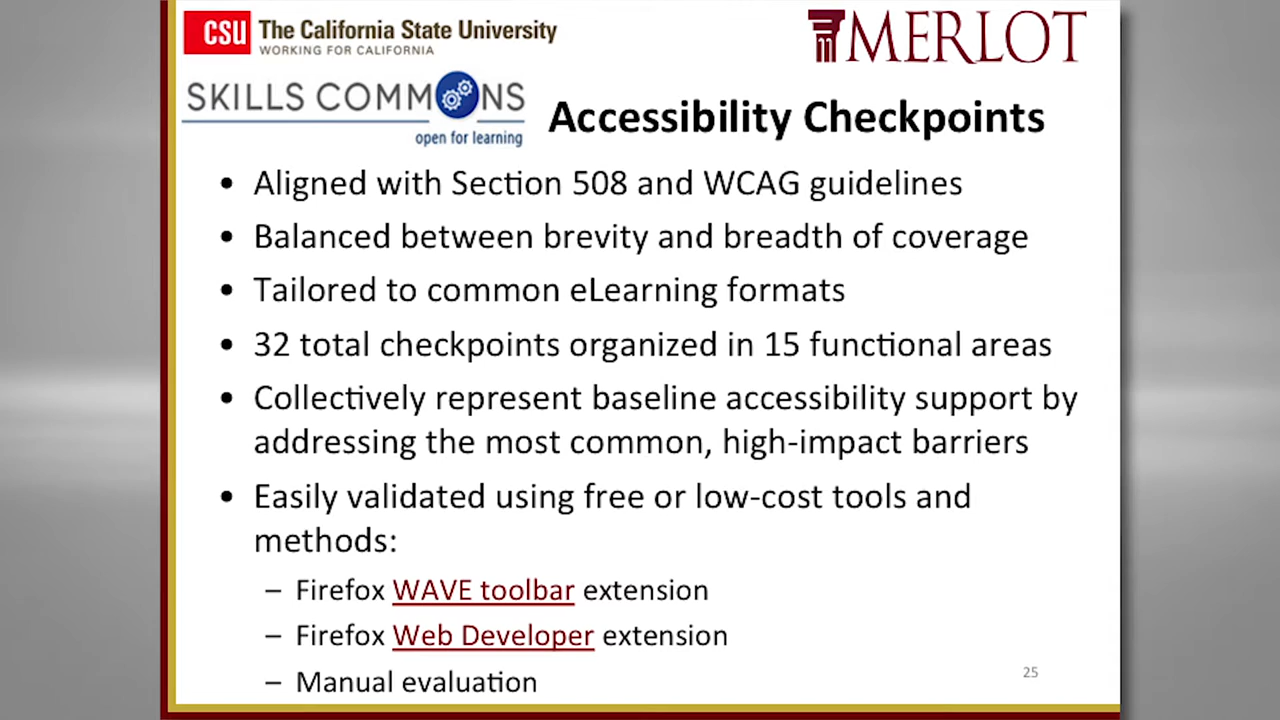 CSU The California State University
WORKING FOR CALIFORNIA
MERLOT
SKILLS COMMONS
open for learning
Accessibility Checkpoints
• Aligned with Section 508 and WCAG guidelines
• Balanced between brevity and breadth of coverage
• Tailored to common eLearning formats
• 32 total checkpoints organized in 15 functional areas
• Collectively represent baseline accessibility support by
addressing the most common, high-impact barriers
• Easily validated using free or low-cost tools and
methods:
– Firefox WAVE toolbar extension
– Firefox Web Developer extension
– Manual evaluation
25